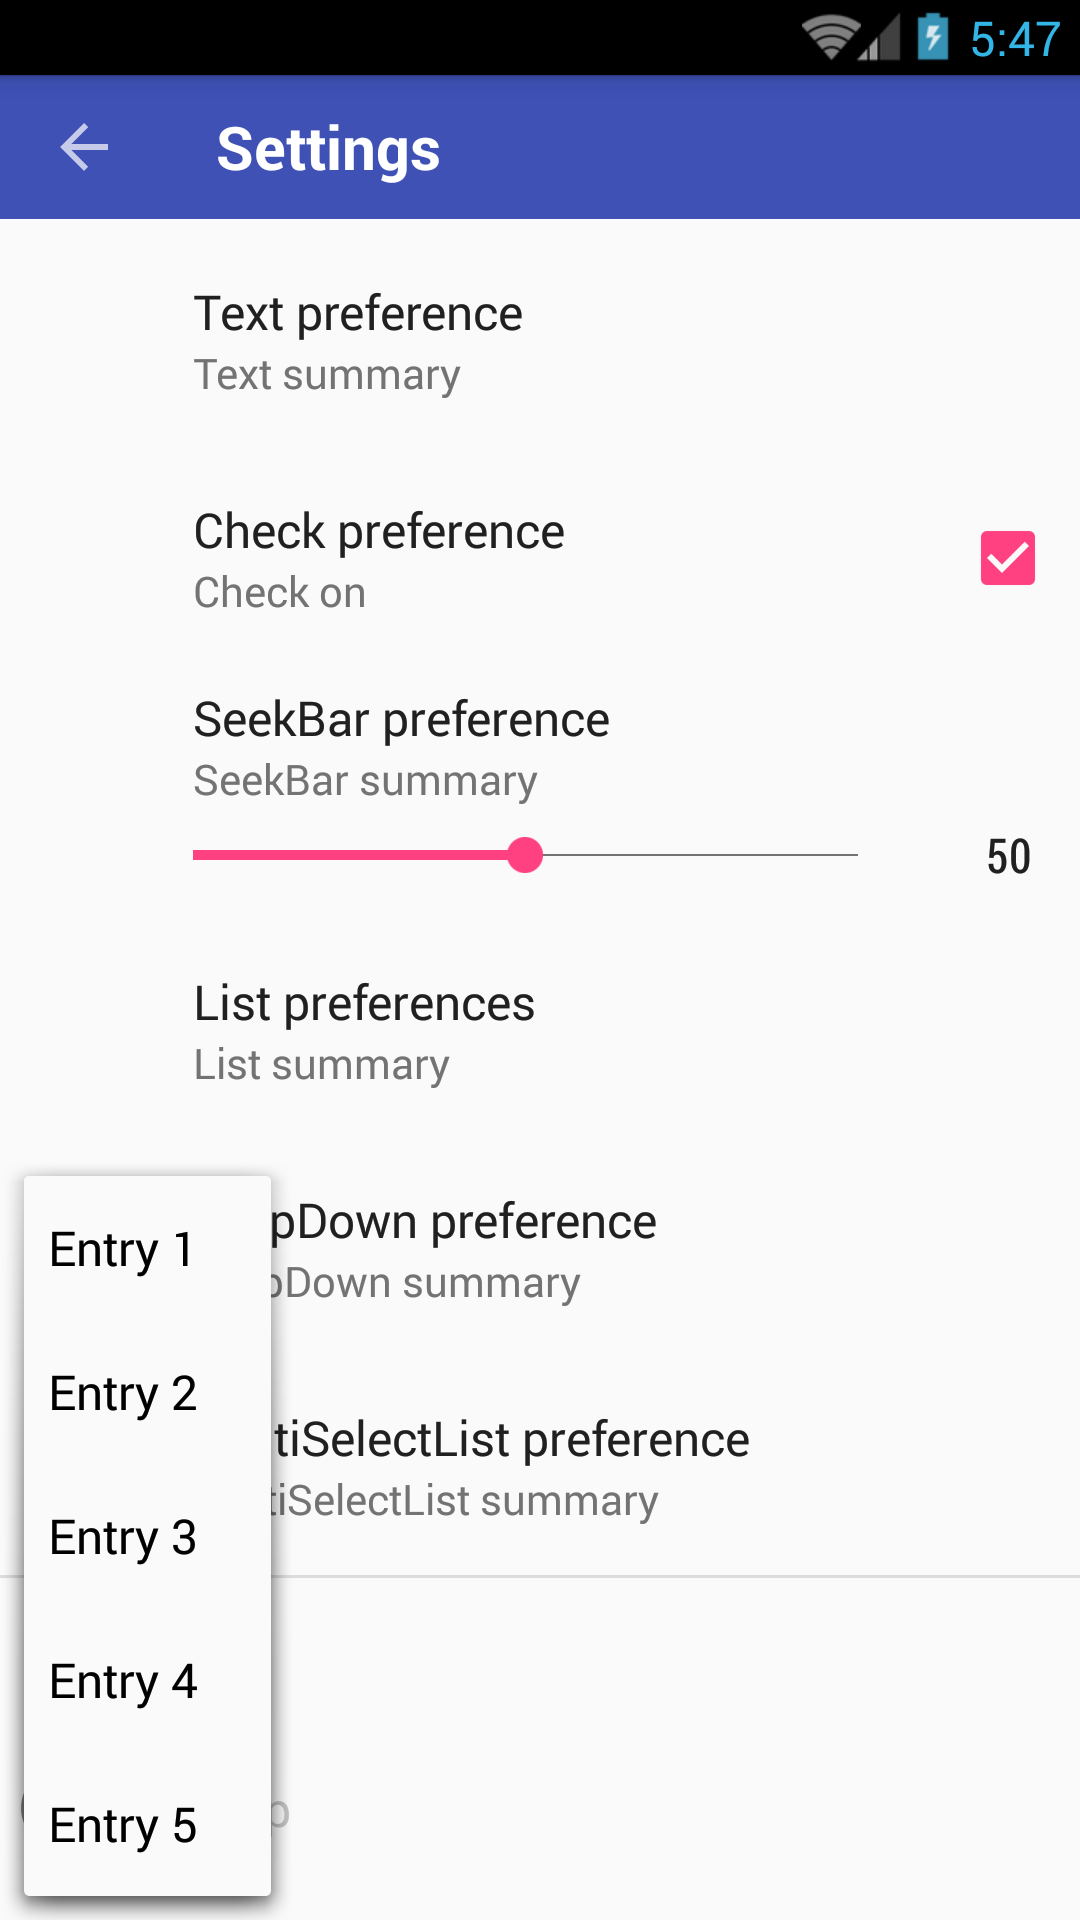 5:47
Settings
Text preference
Text summary
Check preference
Check on
SeekBar preference
SeekBar summary
50
List preferences
List summary
pDown preference
pDown summary
tiSelectList preference
tiSelectList summary
Entry 1
Entry 2
Entry 3
Entry 4
Entry 5
p